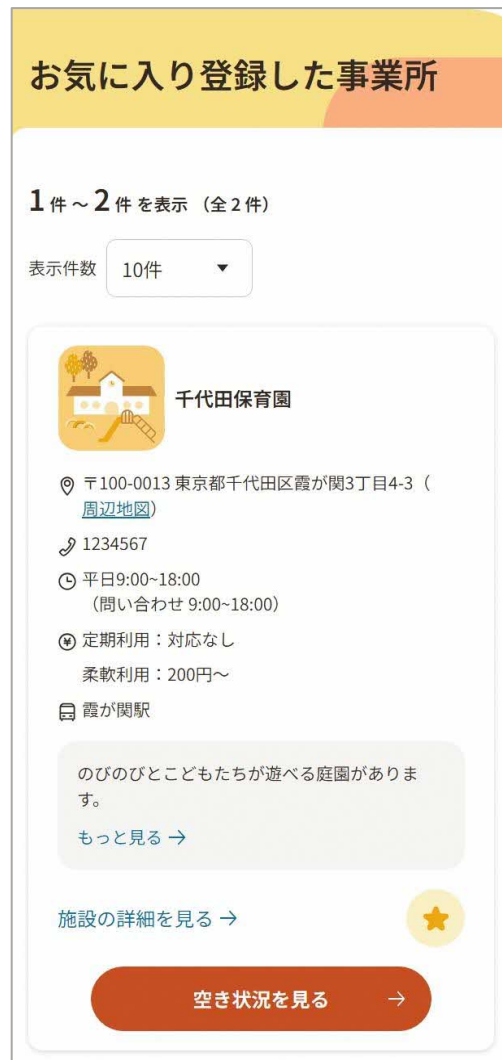 お気に入り登録した事業所
1件～2件を表示（全2件）
表示件数 10件
千代田保育園
〒100-0013 東京都千代田区霞が関3丁目4-3（
周辺地図）
1234567
平日9:00~18:00
（問い合わせ 9:00~18:00）
定期利用：対応なし
柔軟利用：200円～
霞が関駅
のびのびとこどもたちが遊べる庭園がありま
す。
もっと見る →
施設の詳細を見る →
空き状況を見る →